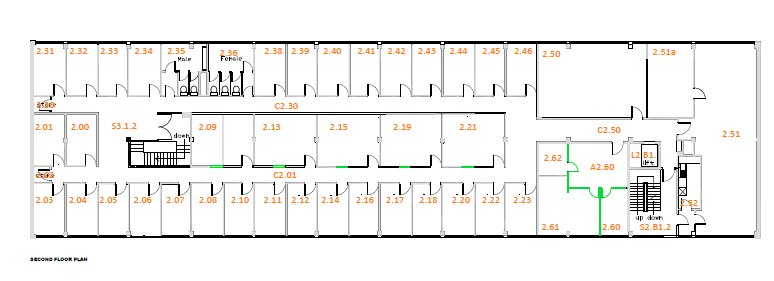 2.31 2.32 2.33 2.34 2.35 2.36 2.38 2.39 2.40 2.41 2.42 2.43 2.44 2.45 2.46 2.50 2.51a
Male Female
C2.30
2.01 2.00 S3.1.2 2.09 2.13 2.15 2.19 2.21 C2.50 2.51
down
2.62 A2.60 L2.B1.
C2.01
2.03 2.04 2.05 2.06 2.07 2.08 2.10 2.11 2.12 2.14 2.16 2.17 2.18 2.20 2.22 2.23 2.52
up down
2.61 2.60 S2.B1.2
SECOND FLOOR PLAN